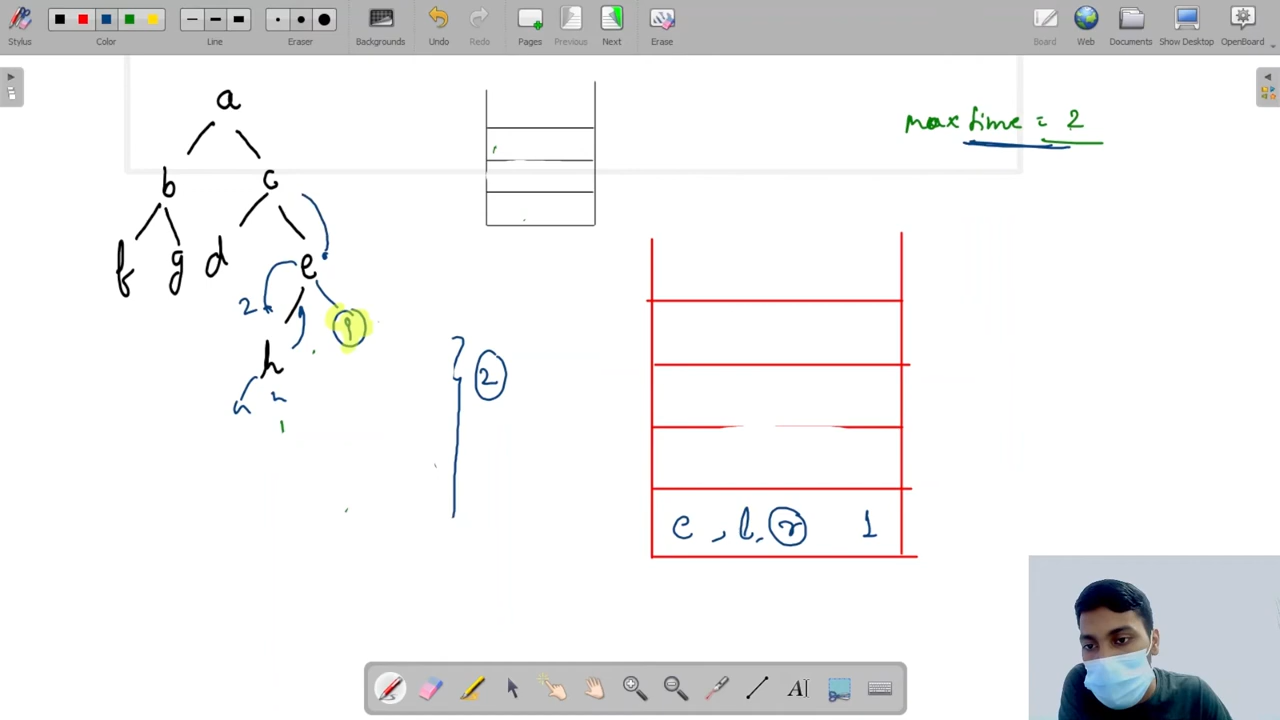 Stylus Color Line Eraser Backgrounds Undo Redo Pages Previous Next Erase Board Web Documents Show Desktop OpenBoard
a
max time = 2
b c
f g d e
2
h
2
e , l, r 1